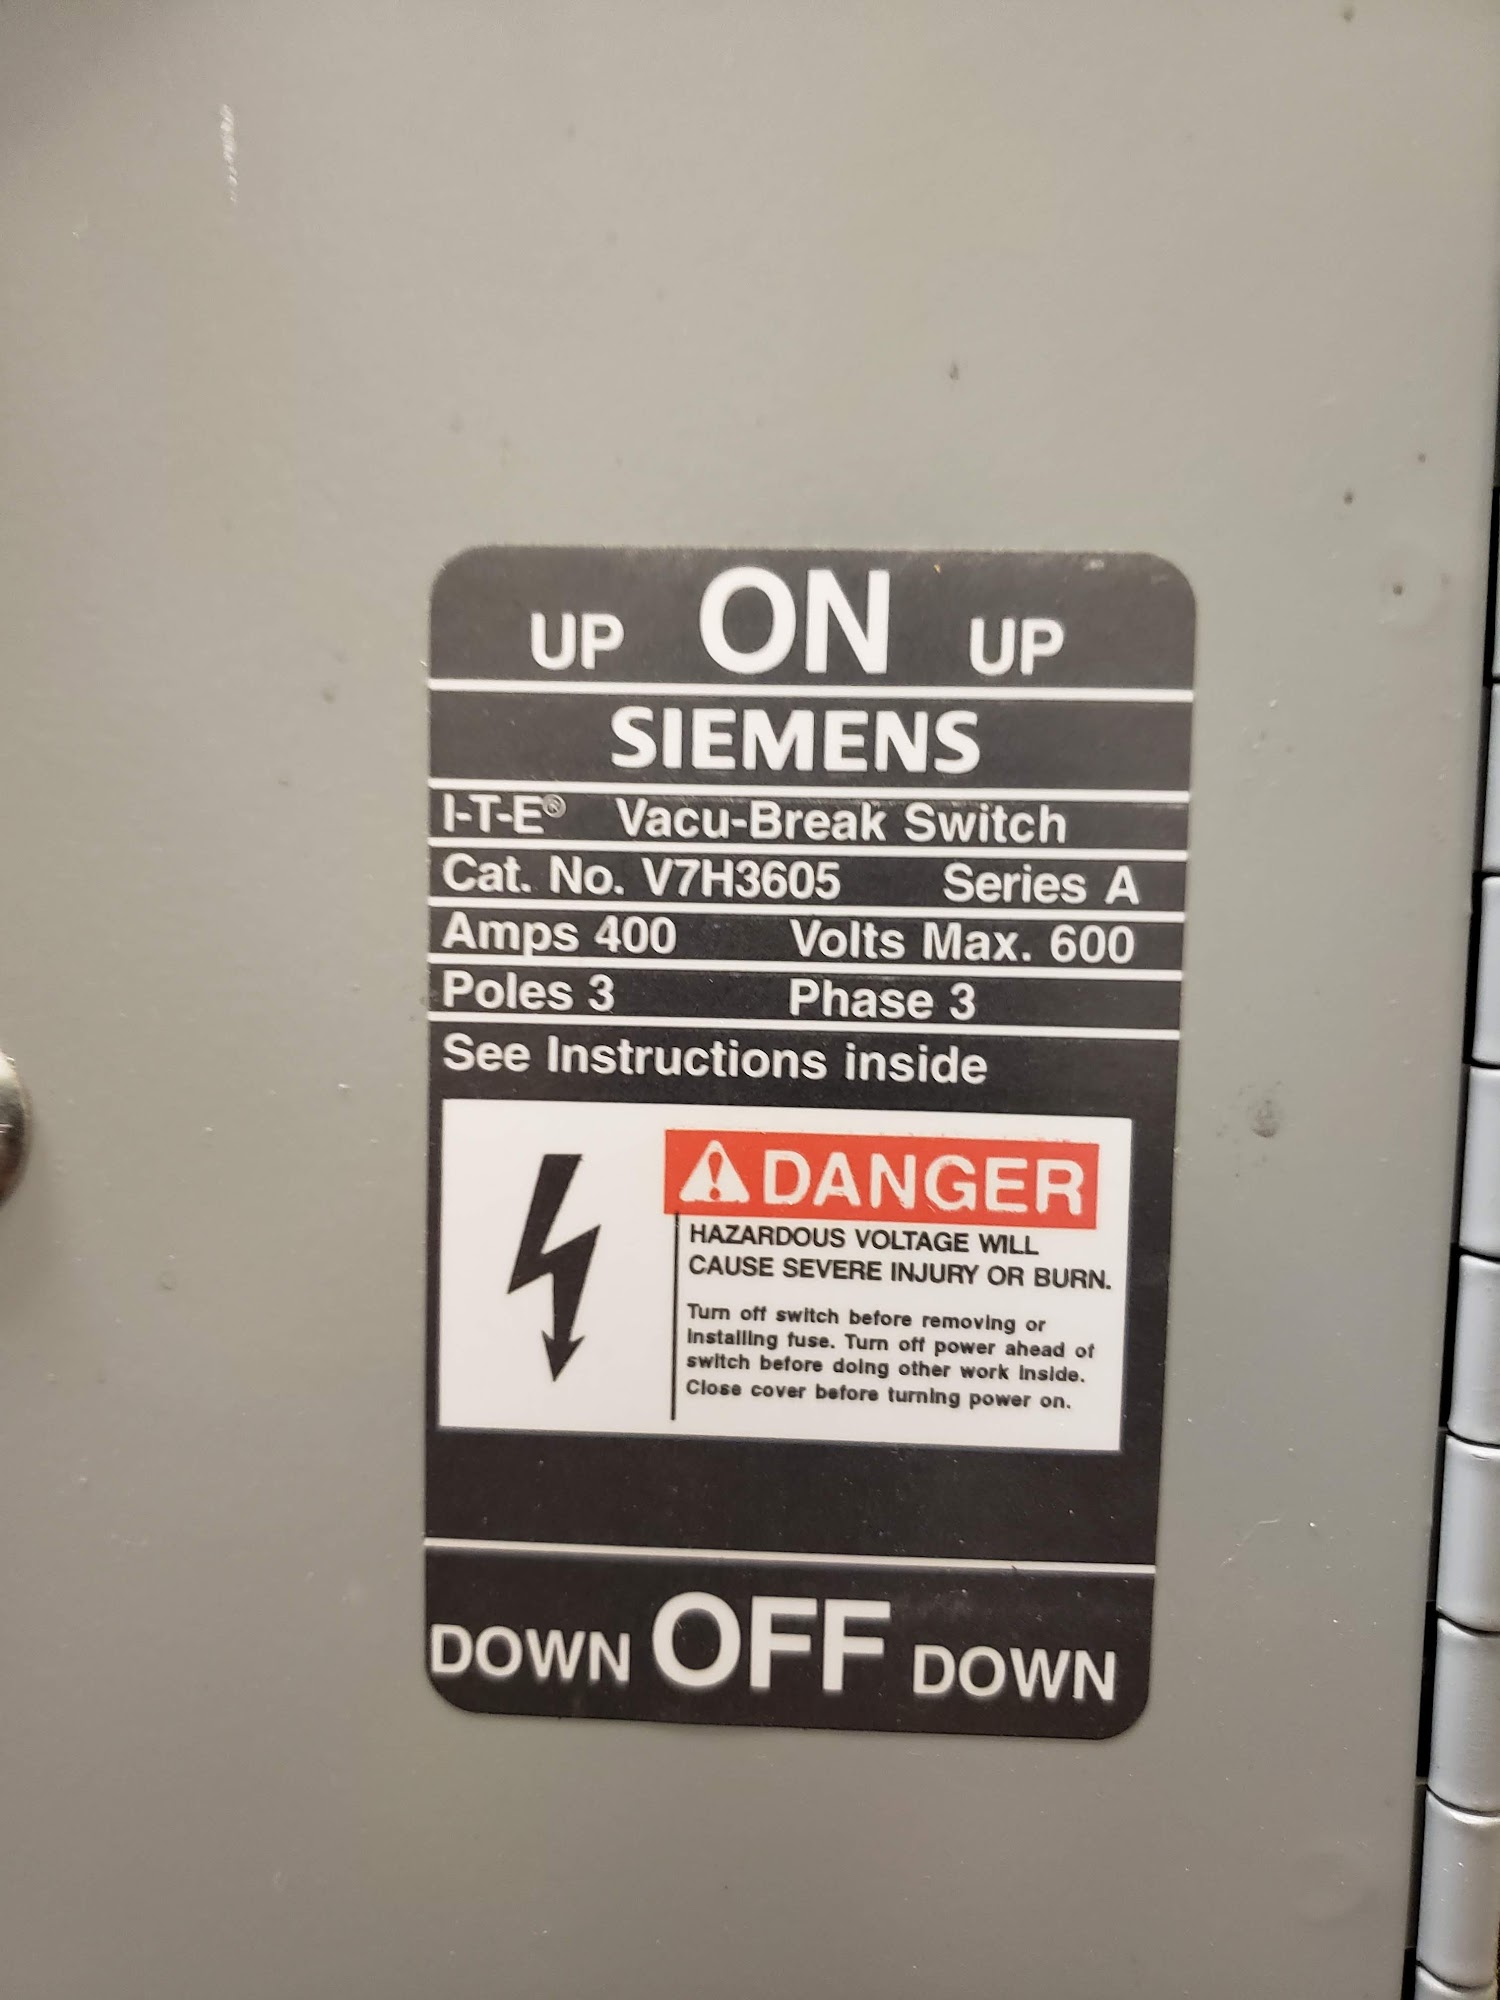 UP ON UP
SIEMENS
I-T-E® Vacu-Break Switch
Cat. No. V7H3605 Series A
Amps 400 Volts Max. 600
Poles 3 Phase 3
See Instructions inside
DANGER
HAZARDOUS VOLTAGE WILL
CAUSE SEVERE INJURY OR BURN.
Turn off switch before removing or
installing fuse. Turn off power ahead of
switch before doing other work inside.
Close cover before turning power on.
DOWN OFF DOWN